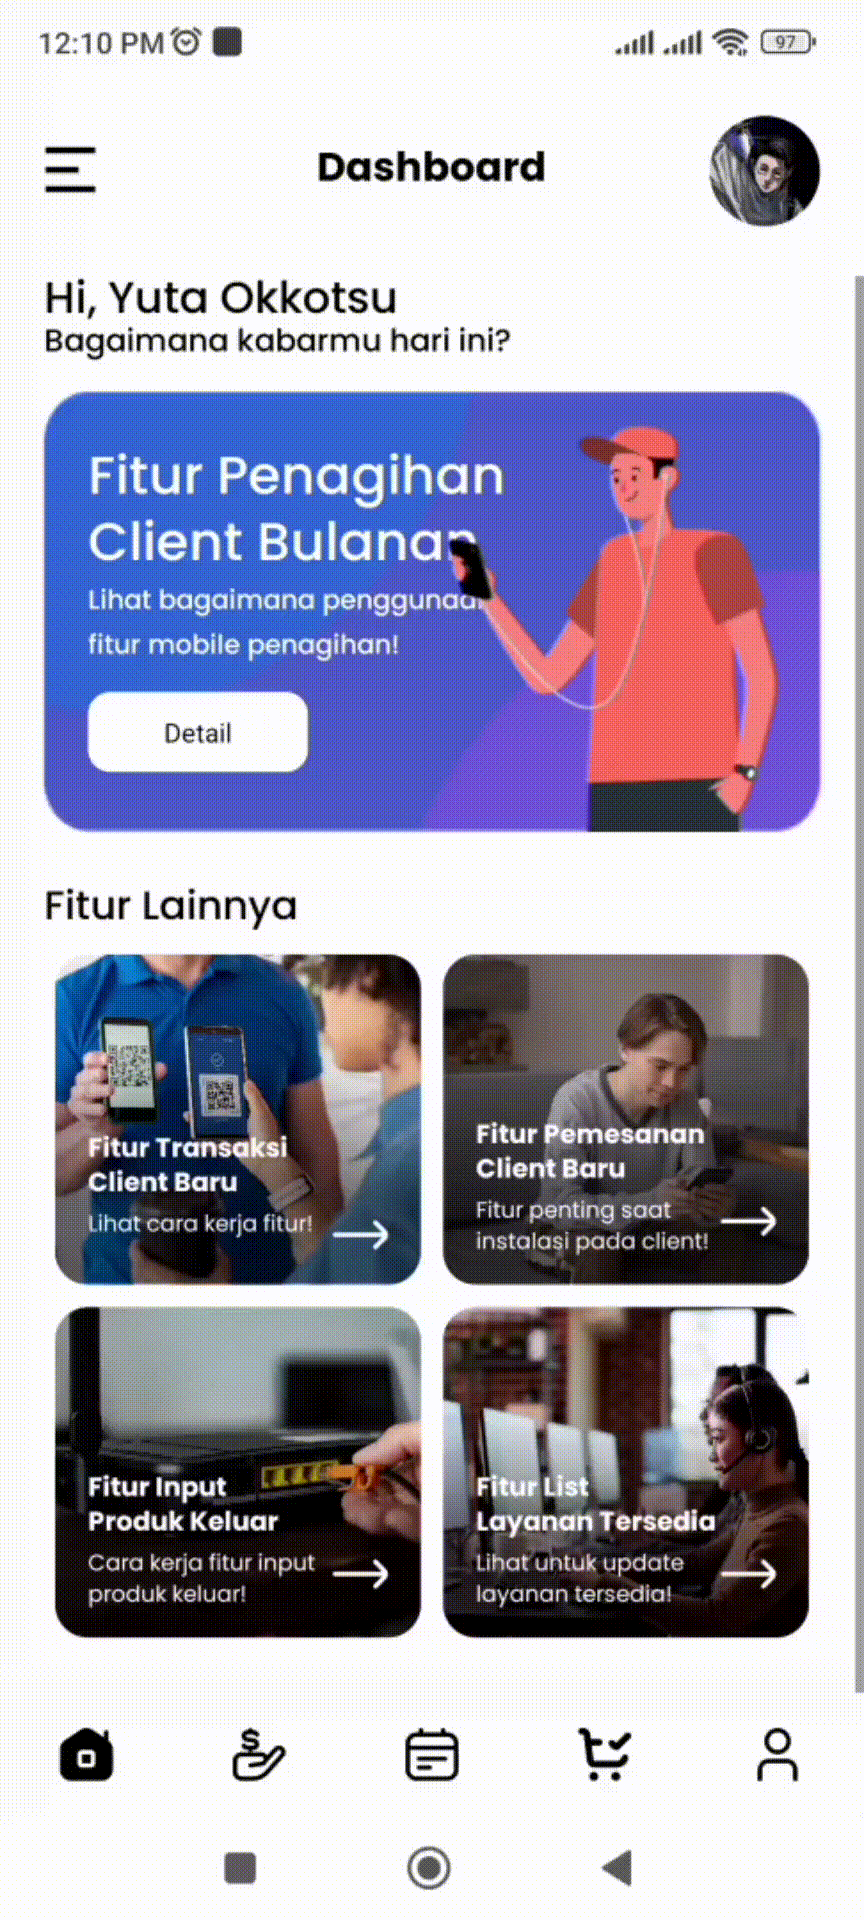 12:10 PM
97
Dashboard
Hi, Yuta Okkotsu
Bagaimana kabarmu hari ini?
Fitur Penagihan
Client Bulanan
Lihat bagaimana penggunaan
fitur mobile penagihan!
Detail
Fitur Lainnya
Fitur Transaksi
Client Baru
Lihat cara kerja fitur!
Fitur Pemesanan
Client Baru
Fitur penting saat
instalasi pada client!
Fitur Input
Produk Keluar
Cara kerja fitur input
produk keluar!
Fitur List
Layanan Tersedia
Lihat untuk update
layanan tersedia!